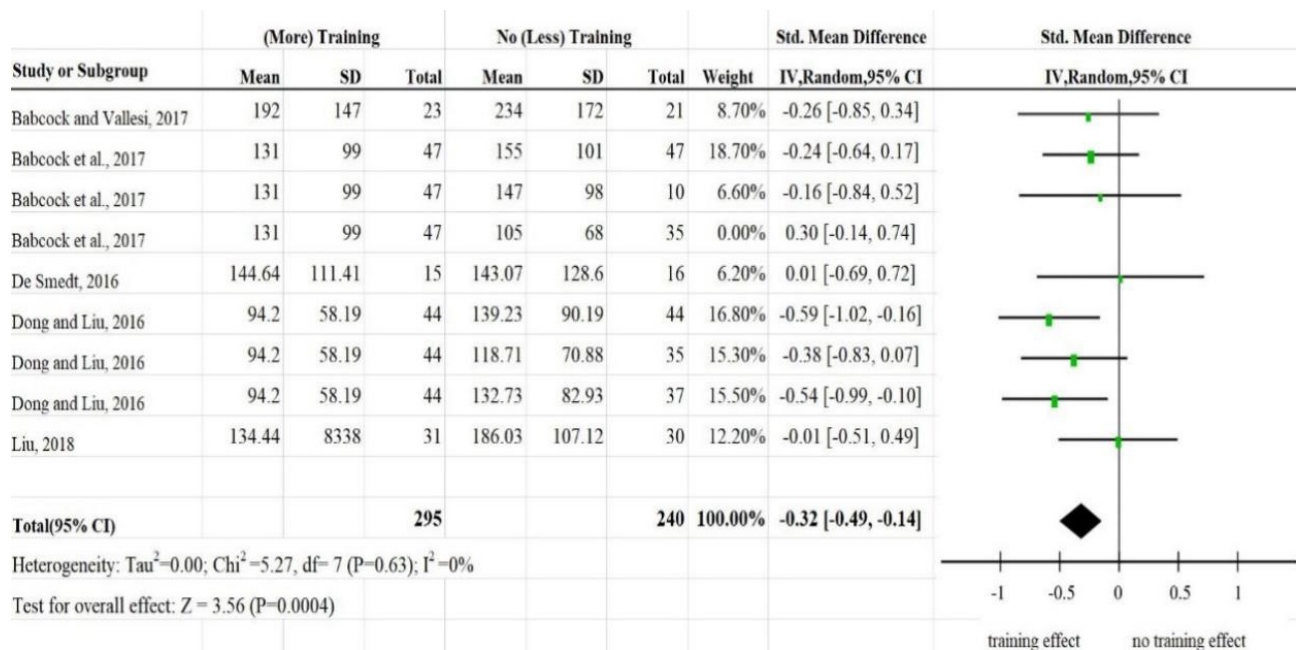 (More) Training No (Less) Training Std. Mean Difference Std. Mean Difference
Study or Subgroup Mean SD Total Mean SD Total Weight IV,Random,95% CI IV,Random,95% CI
Babcock and Vallesi, 2017 192 147 23 234 172 21 8.70% -0.26 [-0.85, 0.34]
Babcock et al., 2017 131 99 47 155 101 47 18.70% -0.24 [-0.64, 0.17]
Babcock et al., 2017 131 99 47 147 98 10 6.60% -0.16 [-0.84, 0.52]
Babcock et al., 2017 131 99 47 105 68 35 0.00% 0.30 [-0.14, 0.74]
De Smedt, 2016 144.64 111.41 15 143.07 128.6 16 6.20% 0.01 [-0.69, 0.72]
Dong and Liu, 2016 94.2 58.19 44 139.23 90.19 44 16.80% -0.59 [-1.02, -0.16]
Dong and Liu, 2016 94.2 58.19 44 118.71 70.88 35 15.30% -0.38 [-0.83, 0.07]
Dong and Liu, 2016 94.2 58.19 44 132.73 82.93 37 15.50% -0.54 [-0.99, -0.10]
Liu, 2018 134.44 8338 31 186.03 107.12 30 12.20% -0.01 [-0.51, 0.49]
Total(95% CI) 295 240 100.00% -0.32 [-0.49, -0.14]
Heterogeneity: Tau²=0.00; Chi² =5.27, df= 7 (P=0.63); I² =0%
Test for overall effect: Z = 3.56 (P=0.0004)
-1 -0.5 0 0.5 1
training effect no training effect